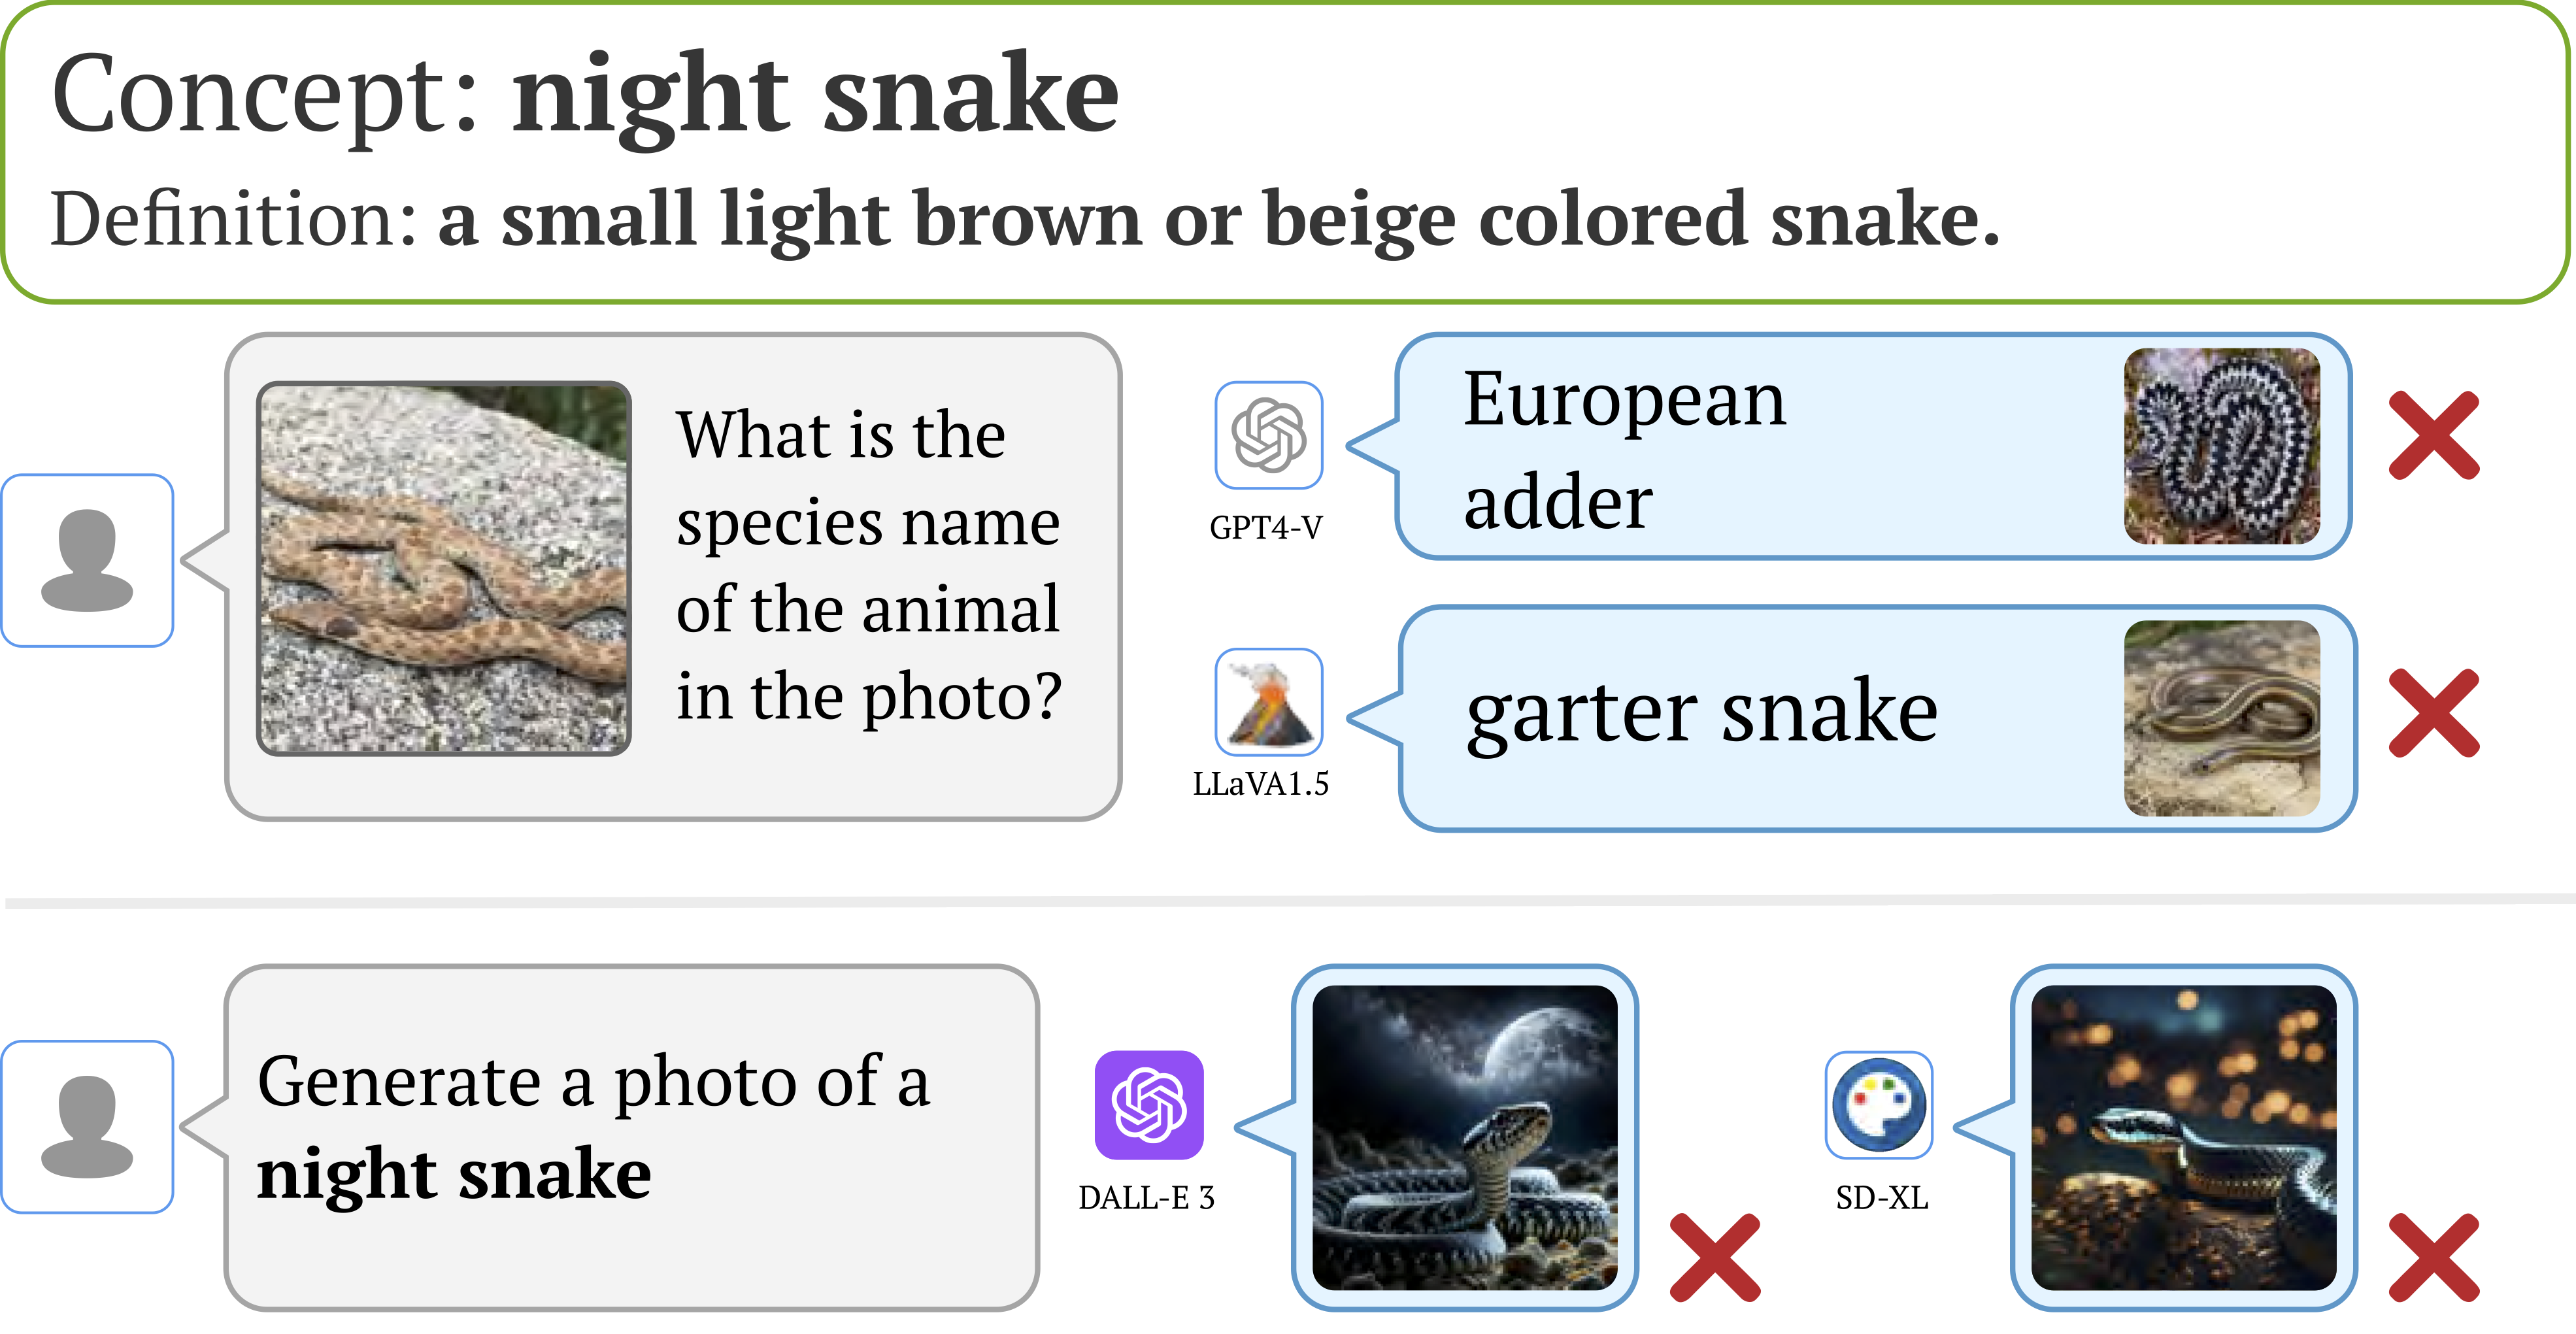 Concept: night snake
Definition: a small light brown or beige colored snake.
What is the
species name
of the animal
in the photo?
GPT4-V
European
adder
LLaVA1.5
garter snake
Generate a photo of a
night snake
DALL-E 3
SD-XL